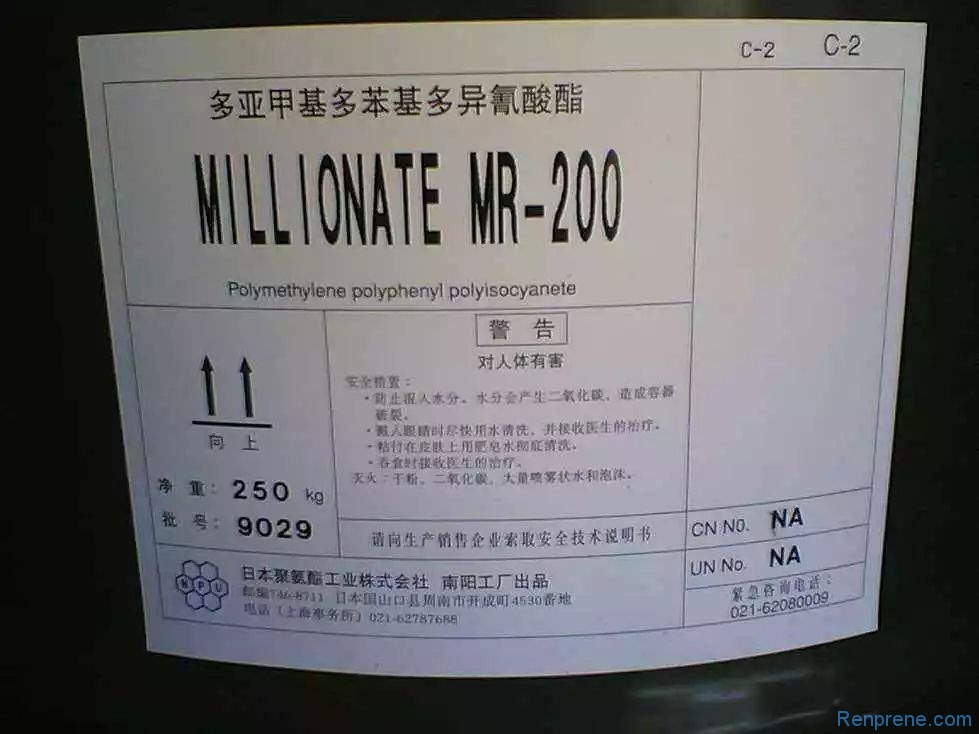 C-2 C-2
多亚甲基多苯基多异氰酸酯
MILLIONATE MR-200
Polymethylene polyphenyl polyisocyanete
警 告
对人体有害
安全措置：
・防止混入水分。水分会产生二氧化碳、造成容器
破裂。
・溅入眼睛时尽快用水清洗、并接收医生的治疗。
・粘付在皮肤上用肥皂水彻底清洗。
・吞食时接收医生的治疗。
灭火：干粉、二氧化碳、大量喷雾状水和泡沫。
向 上
净 重： 250 kg
批 号： 9029
请向生产销售企业索取安全技术说明书
CN NO. NA
UN No. NA
紧急咨询电话：
021-62080009
NPU
日本聚氨酯工业株式会社 南阳工厂出品
邮编746-8711 日本国山口县周南市开成町4530番地
电话（上海事务所）021-62787688
Renprene.com